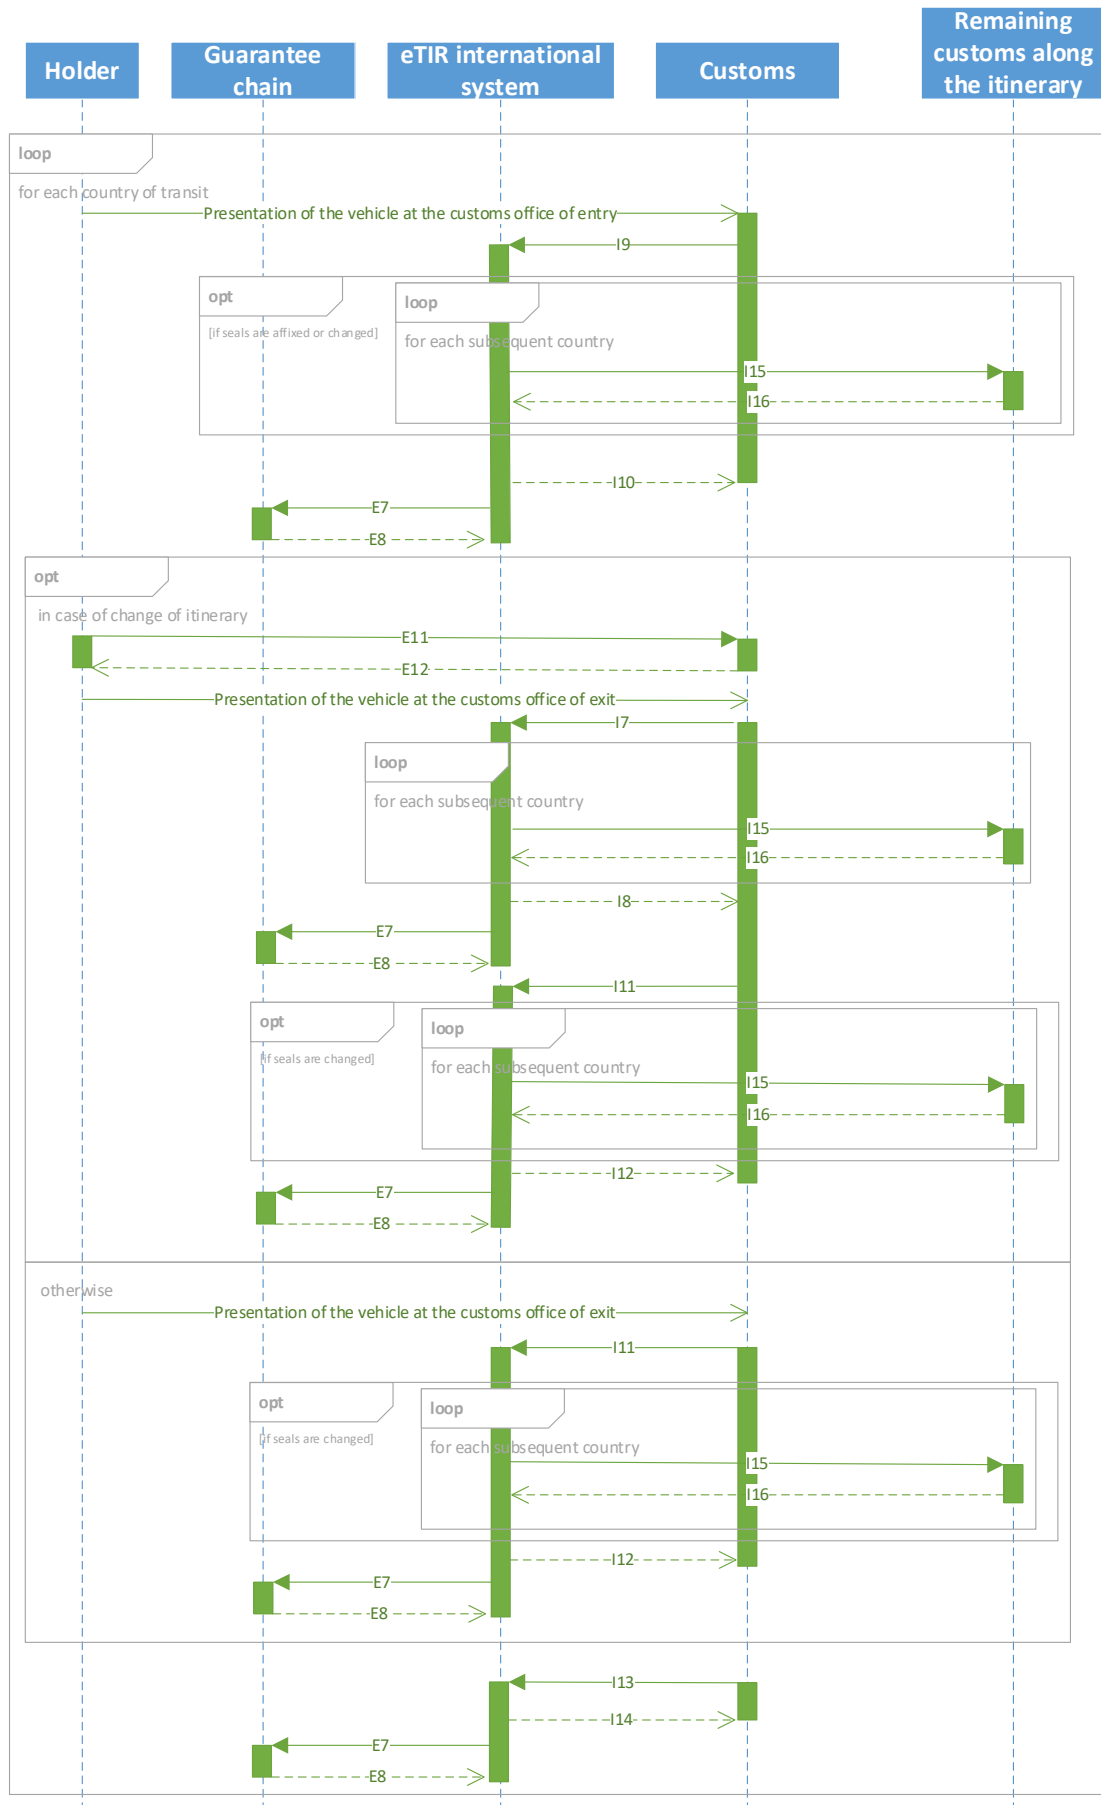 Holder
Guarantee
chain
eTIR international
system
Customs
Remaining
customs along
the itinerary
loop
for each country of transit
Presentation of the vehicle at the customs office of entry
I9
opt
[if seals are affixed or changed]
loop
for each subsequent country
I15
I16
I10
E7
E8
opt
in case of change of itinerary
E11
E12
Presentation of the vehicle at the customs office of exit
I7
loop
for each subsequent country
I15
I16
I8
E7
E8
I11
opt
[if seals are changed]
loop
for each subsequent country
I15
I16
I12
E7
E8
otherwise
Presentation of the vehicle at the customs office of exit
I11
opt
[if seals are changed]
loop
for each subsequent country
I15
I16
I12
E7
E8
I13
I14
E7
E8